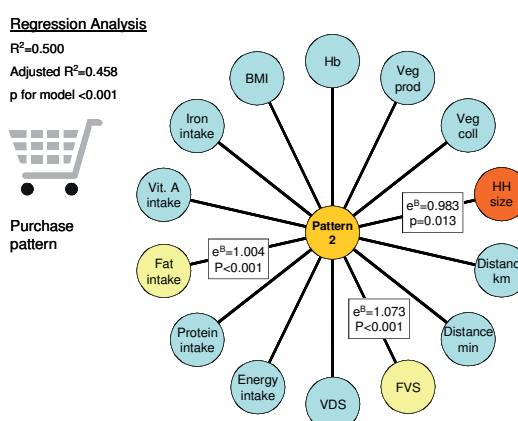 Regression Analysis
R²=0.500
Adjusted R²=0.458
p for model <0.001
Purchase
pattern
Hb
Veg
prod
Veg
coll
HH
size
Distance
km
Distance
min
FVS
VDS
Energy
intake
Protein
intake
Fat
intake
Vit. A
intake
Iron
intake
BMI
Pattern
2
eᴮ=0.983
p=0.013
eᴮ=1.004
P<0.001
eᴮ=1.073
P<0.001